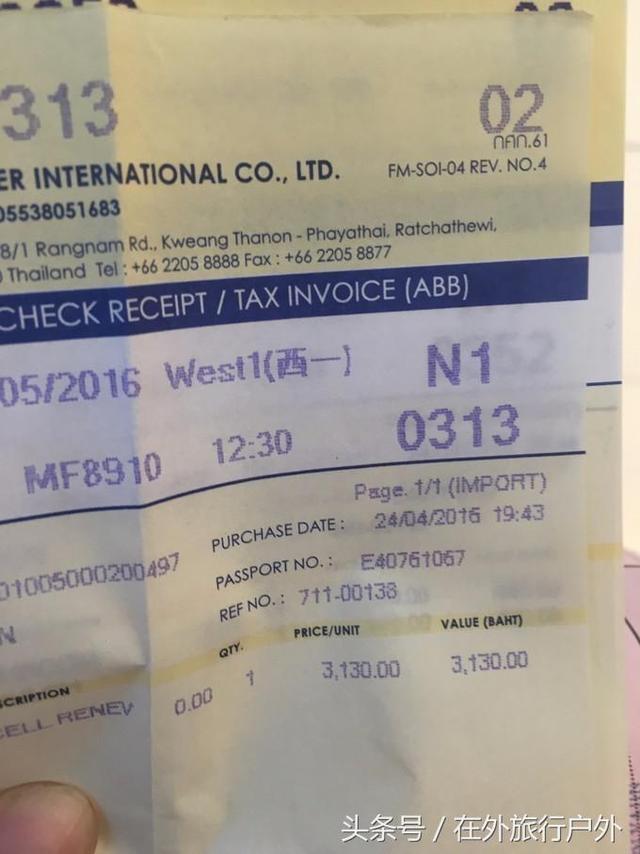 313
02
กกก.61
ER INTERNATIONAL CO., LTD.
FM-SOI-04 REV. NO.4
05538051683
8/1 Rangnam Rd., Kweang Thanon - Phayathai, Ratchathewi,
Thailand Tel : +66 2205 8888 Fax : +66 2205 8877
CHECK RECEIPT / TAX INVOICE (ABB)
05/2016 West1(西一) N1
MF8910 12:30 0313
Page. 1/1 (IMPORT)
PURCHASE DATE : 24/04/2016 19:43
01005000200497
PASSPORT NO. : E40761067
REF NO. : 711-00138
N
QTY. PRICE/UNIT VALUE (BAHT)
SCRIPTION
1 3,130.00 3,130.00
CELL RENEV 0.00
头条号 / 在外旅行户外